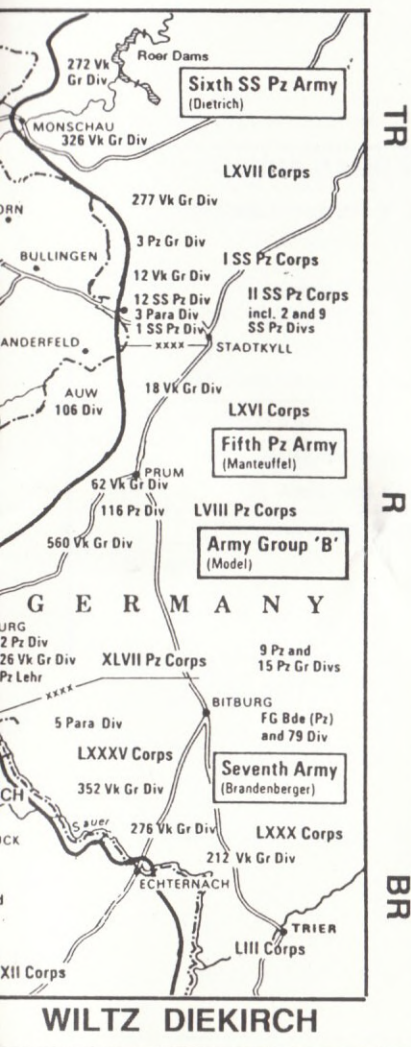 272 Vk
Gr Div
Roer Dams
Sixth SS Pz Army
(Dietrich)
TR
MONSCHAU
326 Vk Gr Div
LXVII Corps
277 Vk Gr Div
ORN
3 Pz Gr Div
I SS Pz Corps
BULLINGEN
12 Vk Gr Div
12 SS Pz Div
3 Para Div
1 SS Pz Div
II SS Pz Corps
incl. 2 and 9
SS Pz Divs
ANDERFELD
xxxx
STADTKYLL
AUW
106 Div
18 Vk Gr Div
LXVI Corps
Fifth Pz Army
(Manteuffel)
PRUM
62 Vk Gr Div
116 Pz Div
LVIII Pz Corps
R
560 Vk Gr Div
Army Group 'B'
(Model)
GERMANY
URG
2 Pz Div
26 Vk Gr Div
Pz Lehr
XLVII Pz Corps
9 Pz and
15 Pz Gr Divs
xxxx
BITBURG
5 Para Div
FG Bde (Pz)
and 79 Div
LXXXV Corps
Seventh Army
(Brandenberger)
352 Vk Gr Div
CH
Sauer
UCK
276 Vk Gr Div
LXXX Corps
212 Vk Gr Div
ECHTERNACH
BR
d
TRIER
LIII Corps
XII Corps
WILTZ DIEKIRCH